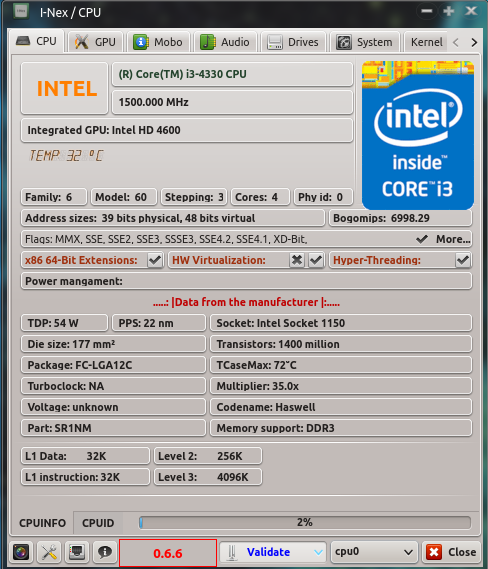 I-Nex / CPU
CPU GPU Mobo Audio Drives System Kernel
INTEL
(R) Core(TM) i3-4330 CPU
1500.000 MHz
Integrated GPU: Intel HD 4600
TEMP: 32 °C
intel
inside™
CORE™i3
Family: 6 Model: 60 Stepping: 3 Cores: 4 Phy id: 0
Address sizes: 39 bits physical, 48 bits virtual Bogomips: 6998.29
Flags: MMX, SSE, SSE2, SSE3, SSSE3, SSE4.2, SSE4.1, XD-Bit, More...
x86 64-Bit Extensions: HW Virtualization: Hyper-Threading:
Power mangament:
.....: |Data from the manufacturer |:.....
TDP: 54 W PPS: 22 nm Socket: Intel Socket 1150
Die size: 177 mm² Transistors: 1400 million
Package: FC-LGA12C TCaseMax: 72°C
Turboclock: NA Multiplier: 35.0x
Voltage: unknown Codename: Haswell
Part: SR1NM Memory support: DDR3
L1 Data: 32K Level 2: 256K
L1 instruction: 32K Level 3: 4096K
CPUINFO CPUID 2%
0.6.6 Validate cpu0 Close